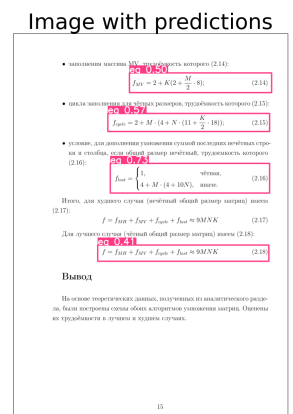 Image with predictions
• заполнения массива MV, трудоёмкость которого (2.14):
eq 0.50
f_MV = 2 + K(2 + M/2 · 8); (2.14)
• цикла заполнения для чётных размеров, трудоёмкость которого (2.15):
eq 0.57
f_cycle = 2 + M · (4 + N · (11 + K/2 · 18)); (2.15)
• условие, для дополнения умножения суммой последних нечётных строки и столбца, если общий размер нечётный, трудоемкость которого
(2.16):
eq 0.73
f_last = { 1, чётная,
4 + M · (4 + 10N), иначе. (2.16)
Итого, для худшего случая (нечётный общий размер матриц) имеем
(2.17):
f = f_MH + f_MV + f_cycle + f_last ≈ 9MNK (2.17)
Для лучшего случая (чётный общий размер матриц) имеем (2.18):
eq 0.41
f = f_MH + f_MV + f_cycle + f_last ≈ 9MNK (2.18)
Вывод
На основе теоретических данных, полученных из аналитического разде-
ла, были построены схемы обоих алгоритмов умножения матриц. Оценены
их трудоёмкости в лучшем и худшем случаях.
15